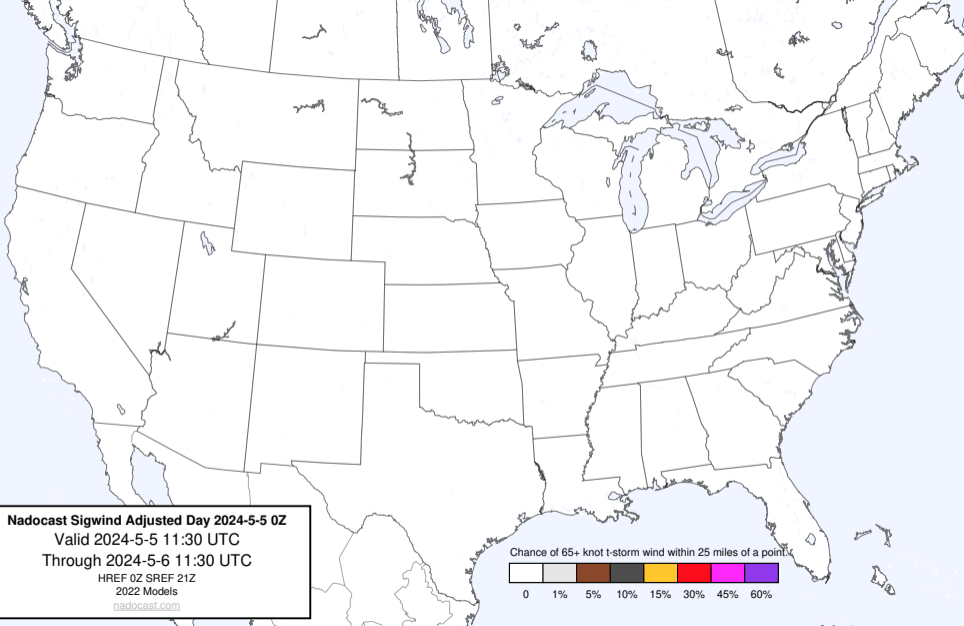 Nadocast Sigwind Adjusted Day 2024-5-5 0Z
Valid 2024-5-5 11:30 UTC
Through 2024-5-6 11:30 UTC
HREF 0Z SREF 21Z
2022 Models
nadocast.com
Chance of 65+ knot t-storm wind within 25 miles of a point.
0 1% 5% 10% 15% 30% 45% 60%